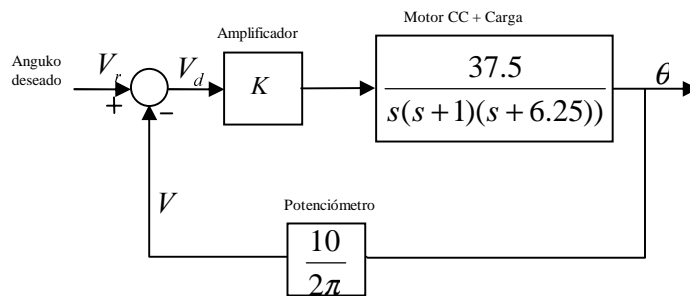 Motor CC + Carga
Amplificador
Anguko
deseado
V_r
V_d
K
37.5
s(s+1)(s+6.25))
θ
+
−
V
Potenciómetro
10
2π